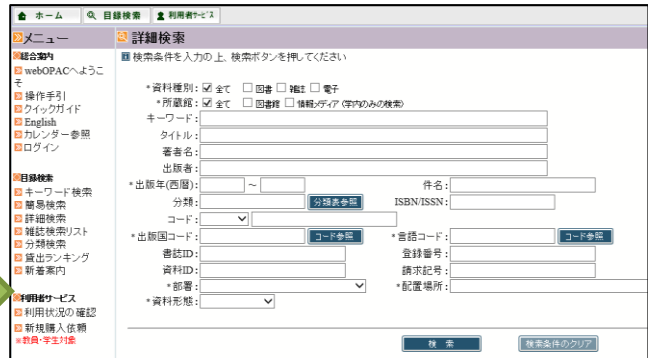 ホーム 目録検索 利用者ｻｰﾋﾞｽ
メニュー
総合案内
webOPACへようこそ
操作手引
クイックガイド
English
カレンダー参照
ログイン
目録検索
キーワード検索
簡易検索
詳細検索
雑誌検索リスト
分類検索
貸出ランキング
新着案内
利用者サービス
利用状況の確認
新規購入依頼
※教員・学生対象
詳細検索
検索条件を入力の上、検索ボタンを押してください
*資料種別: 全て 図書 雑誌 電子
*所蔵館: 全て 図書館 情報ﾒﾃﾞｨｱ (学内のみの検索)
キーワード:
タイトル:
著者名:
出版者:
*出版年(西暦): ～ 件名:
分類: 分類表参照 ISBN/ISSN:
コード:
*出版国コード: コード参照 *言語コード: コード参照
書誌ID: 登録番号:
資料ID: 請求記号:
*部署: *配置場所:
*資料形態:
検 索 検索条件のクリア